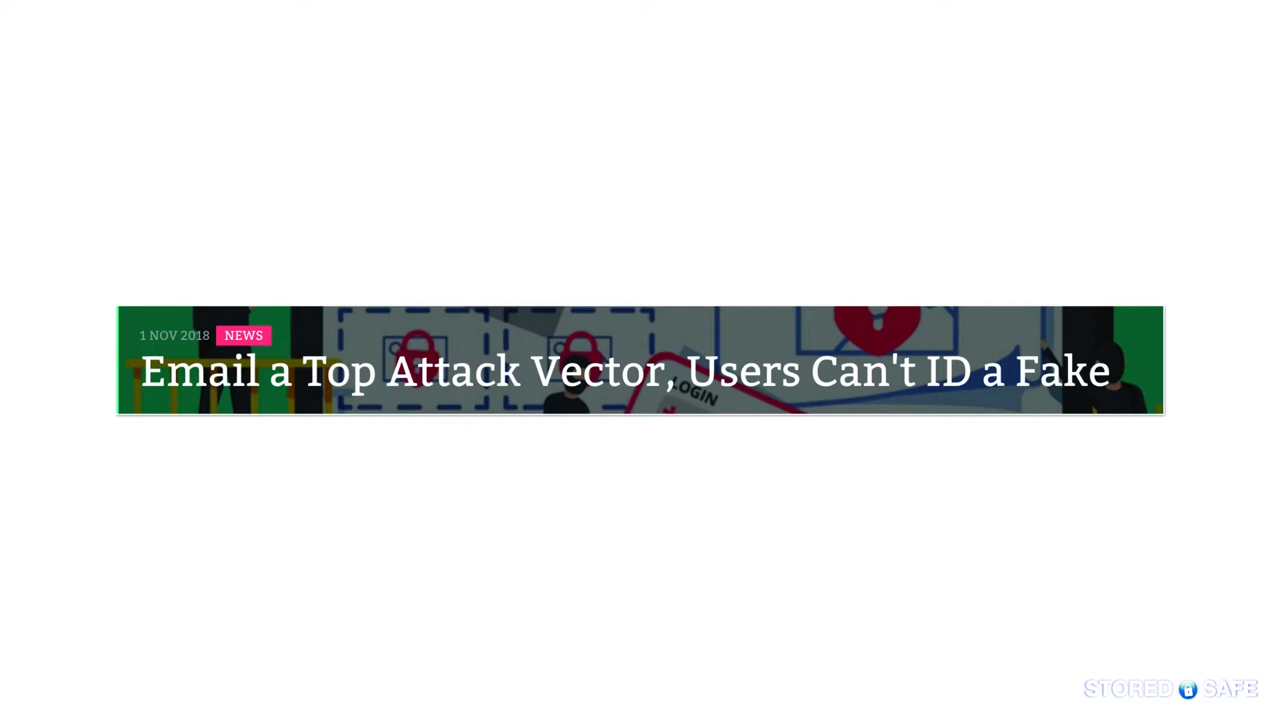 1 NOV 2018 NEWS
Email a Top Attack Vector, Users Can't ID a Fake
LOGIN
STORED SAFE